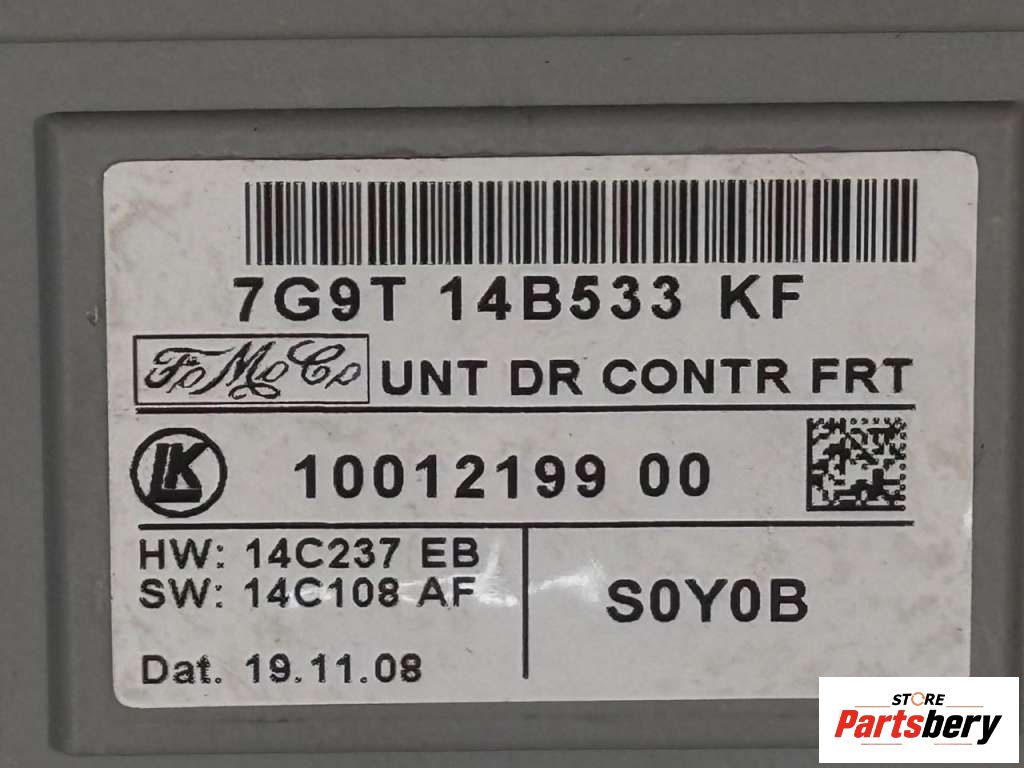 7G9T 14B533 KF
FoMoCo UNT DR CONTR FRT
LK 10012199 00
HW: 14C237 EB
SW: 14C108 AF
S0Y0B
Dat. 19.11.08
STORE
Partsbery